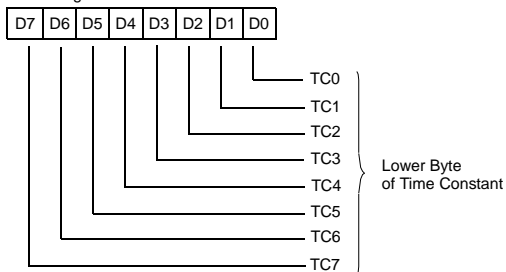 D7 D6 D5 D4 D3 D2 D1 D0
TC0
TC1
TC2
TC3
Lower Byte
TC4
of Time Constant
TC5
TC6
TC7